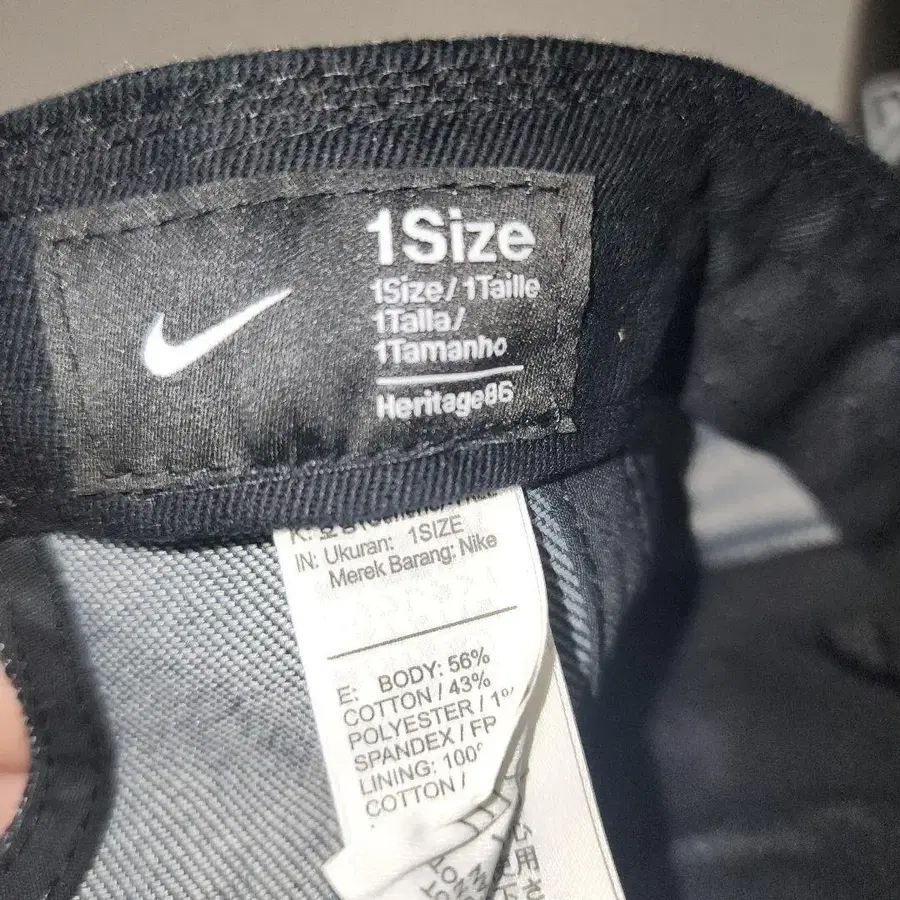 1Size
1Size/ 1Taille
1Talla/
1Tamanho
Heritage86
IN: Ukuran: 1SIZE
Merek Barang: Nike
E: BODY: 56%
COTTON / 43%
POLYESTER / 1%
SPANDEX / FR
LINING: 100%
COTTON /